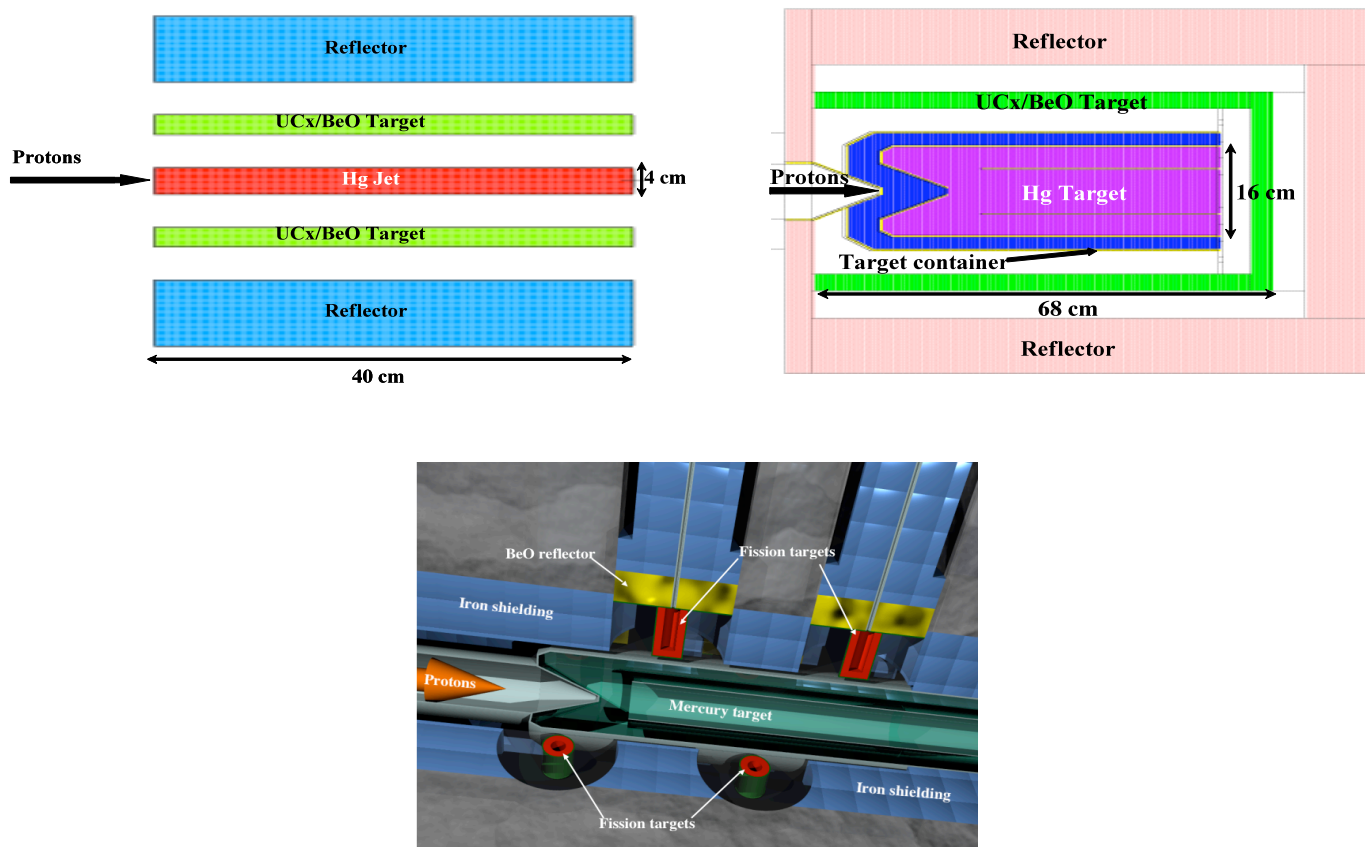 Reflector
UCx/BeO Target
Protons
Hg Jet
4 cm
UCx/BeO Target
Reflector
40 cm
Reflector
UCx/BeO Target
Protons
Hg Target
16 cm
Target container
68 cm
Reflector
BeO reflector
Fission targets
Iron shielding
Protons
Mercury target
Iron shielding
Fission targets